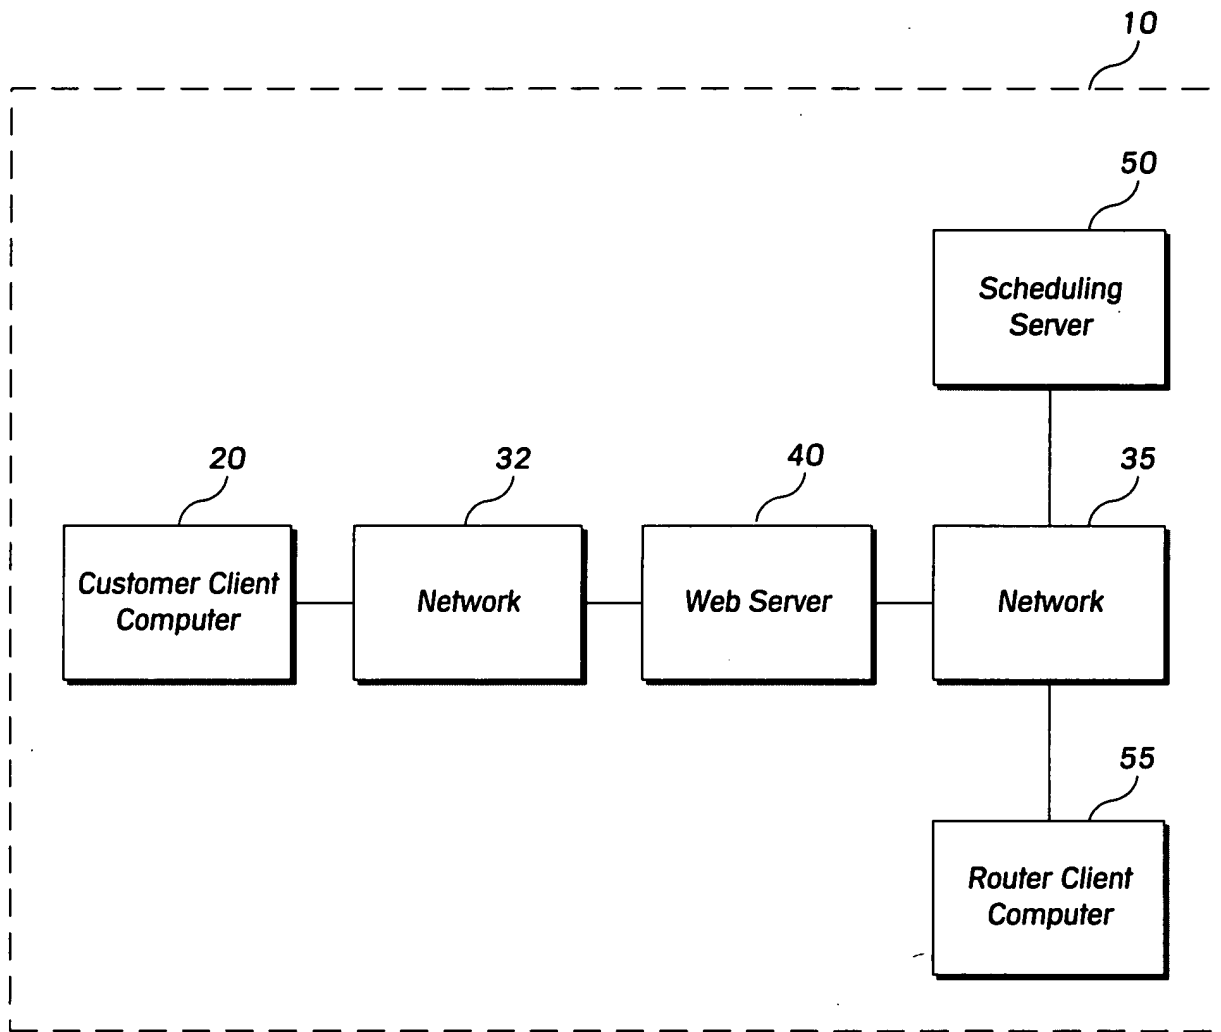 10
50
Scheduling
Server
20
32
40
35
Customer Client
Computer
Network
Web Server
Network
55
Router Client
Computer